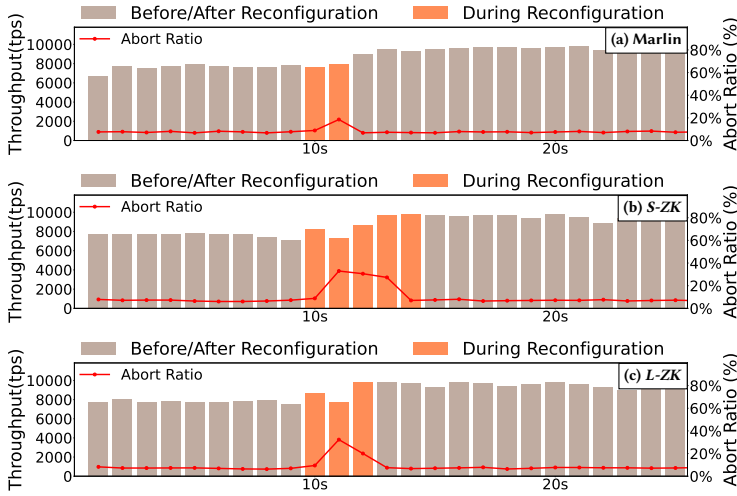 Before/After Reconfiguration During Reconfiguration
Abort Ratio
(a) Marlin
Throughput(tps)
10000
8000
6000
4000
2000
0
80%
60%
40%
20%
0%
Abort Ratio (%)
10s 20s
Before/After Reconfiguration During Reconfiguration
Abort Ratio
(b) S-ZK
Throughput(tps)
10000
8000
6000
4000
2000
0
80%
60%
40%
20%
0%
Abort Ratio (%)
10s 20s
Before/After Reconfiguration During Reconfiguration
Abort Ratio
(c) L-ZK
Throughput(tps)
10000
8000
6000
4000
2000
0
80%
60%
40%
20%
0%
Abort Ratio (%)
10s 20s